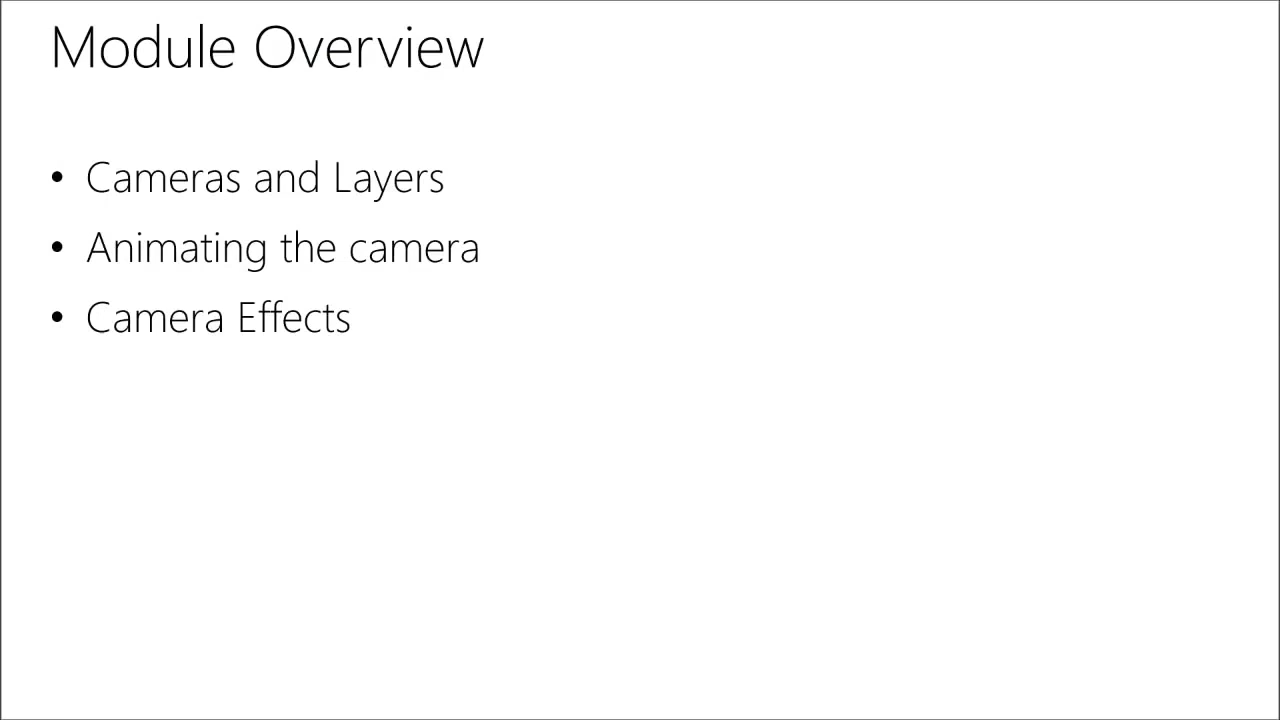 Module Overview
• Cameras and Layers
• Animating the camera
• Camera Effects